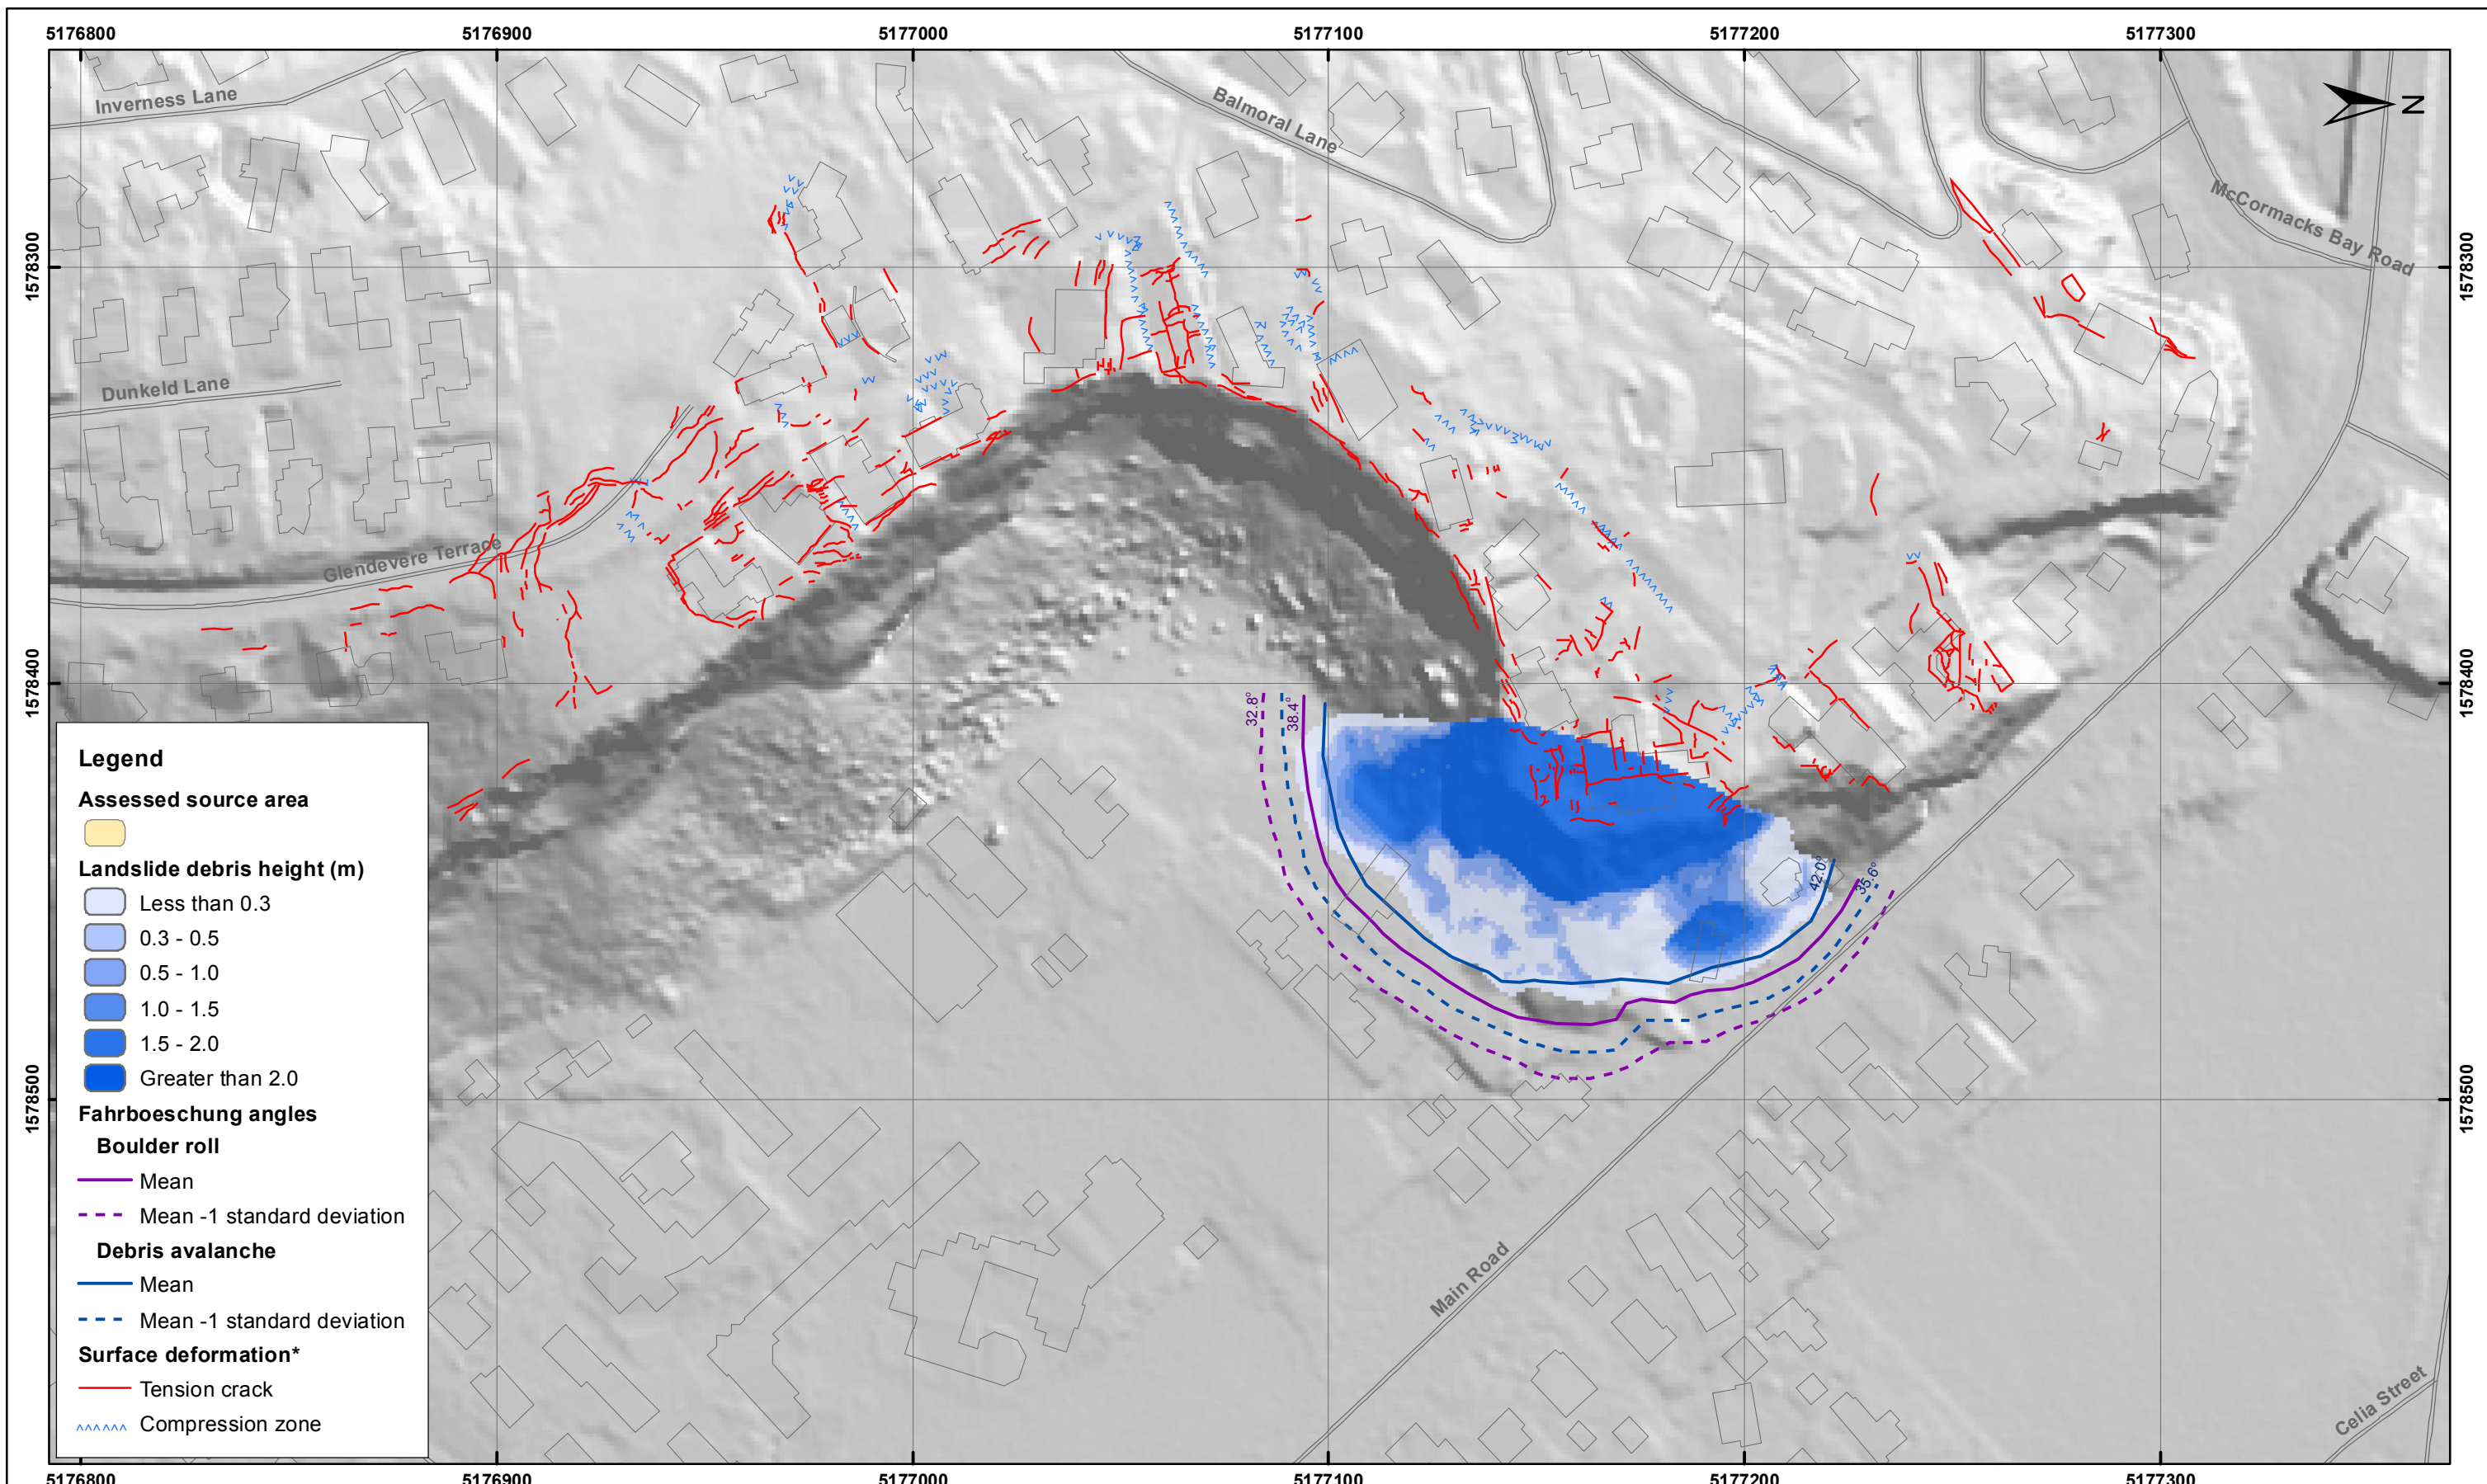 5176800 5176900 5177000 5177100 5177200 5177300
Inverness Lane
Balmoral Lane
N
McCormacks Bay Road
1578300 1578300
Dunkeld Lane
Glendevere Terrace
1578400 1578400
32.8°
38.4°
42.0°
35.6°
Legend
Assessed source area
Landslide debris height (m)
Less than 0.3
0.3 - 0.5
0.5 - 1.0
1.0 - 1.5
1.5 - 2.0
Greater than 2.0
Fahrboeschung angles
Boulder roll
Mean
Mean -1 standard deviation
Debris avalanche
Mean
Mean -1 standard deviation
Surface deformation*
Tension crack
Compression zone
1578500 1578500
Main Road
Celia Street
5176800 5176900 5177000 5177100 5177200 5177300